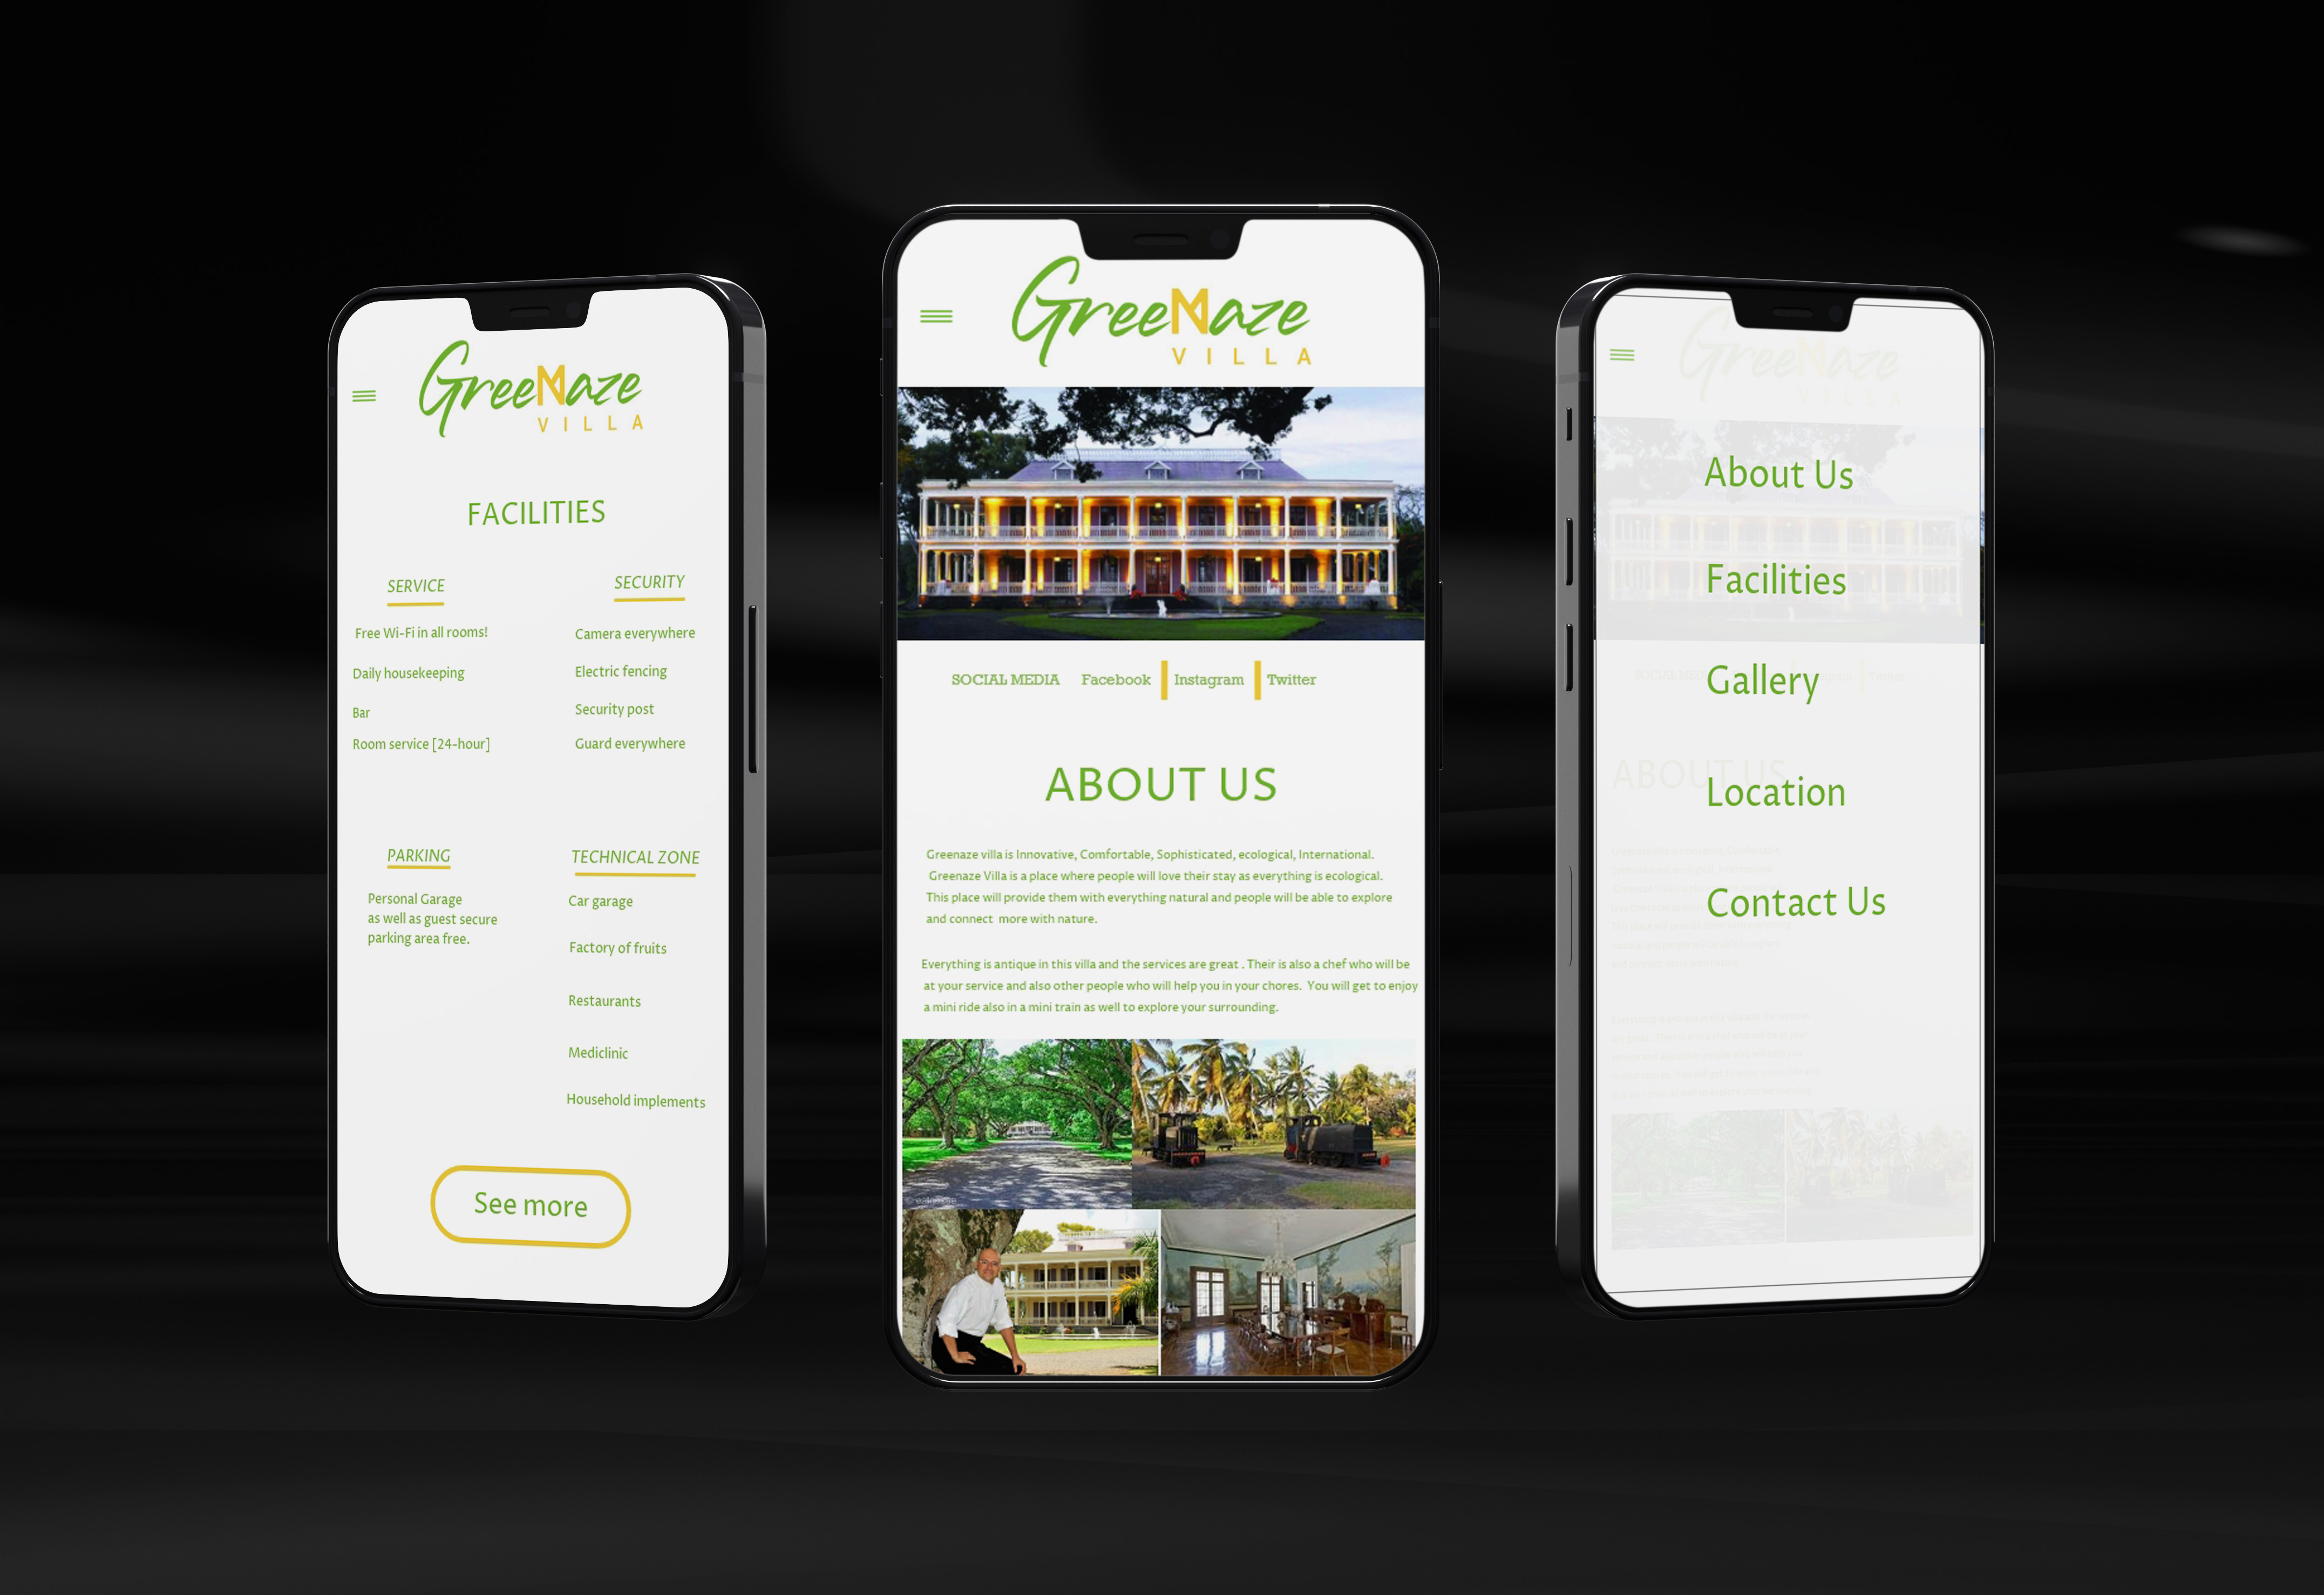 GreeNaze
VILLA
FACILITIES
SERVICE
Free Wi-Fi in all rooms!
Daily housekeeping
Bar
Room service [24-hour]
SECURITY
Camera everywhere
Electric fencing
Security post
Guard everywhere
PARKING
Personal Garage
as well as guest secure
parking area free.
TECHNICAL ZONE
Car garage
Factory of fruits
Restaurants
Mediclinic
Household implements
See more
GreeNaze
VILLA
SOCIAL MEDIA Facebook Instagram Twitter
ABOUT US
Greenaze villa is Innovative, Comfortable, Sophisticated, ecological, International.
Greenaze Villa is a place where people will love their stay as everything is ecological.
This place will provide them with everything natural and people will be able to explore
and connect more with nature.
Everything is antique in this villa and the services are great . Their is also a chef who will be
at your service and also other people who will help you in your chores. You will get to enjoy
a mini ride also in a mini train as well to explore your surrounding.
GreeNaze
VILLA
About Us
Facilities
Gallery
SOCIAL
ABOUT US
Location
Contact Us